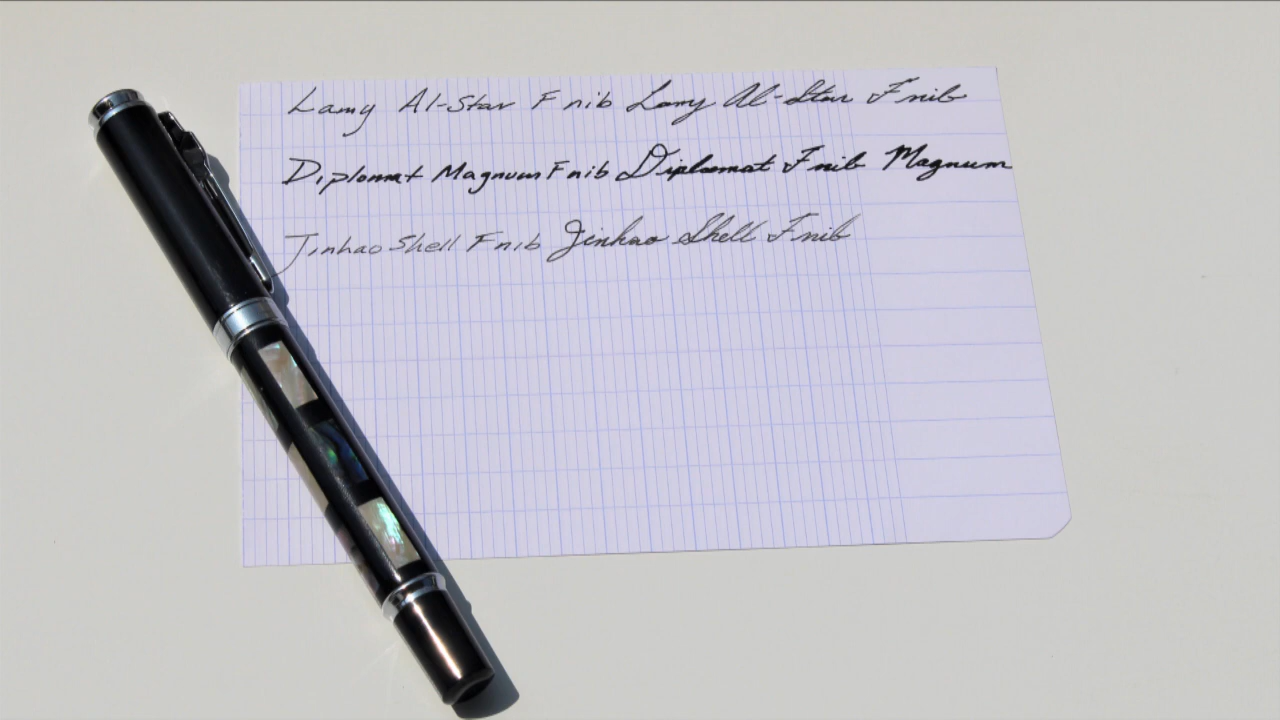 Lamy Al-Star F nib Lamy Al-Star F nib
Diplomat Magnum F nib Diplomat F nib Magnum
Jinhao Shell F nib Jinhao Shell F nib